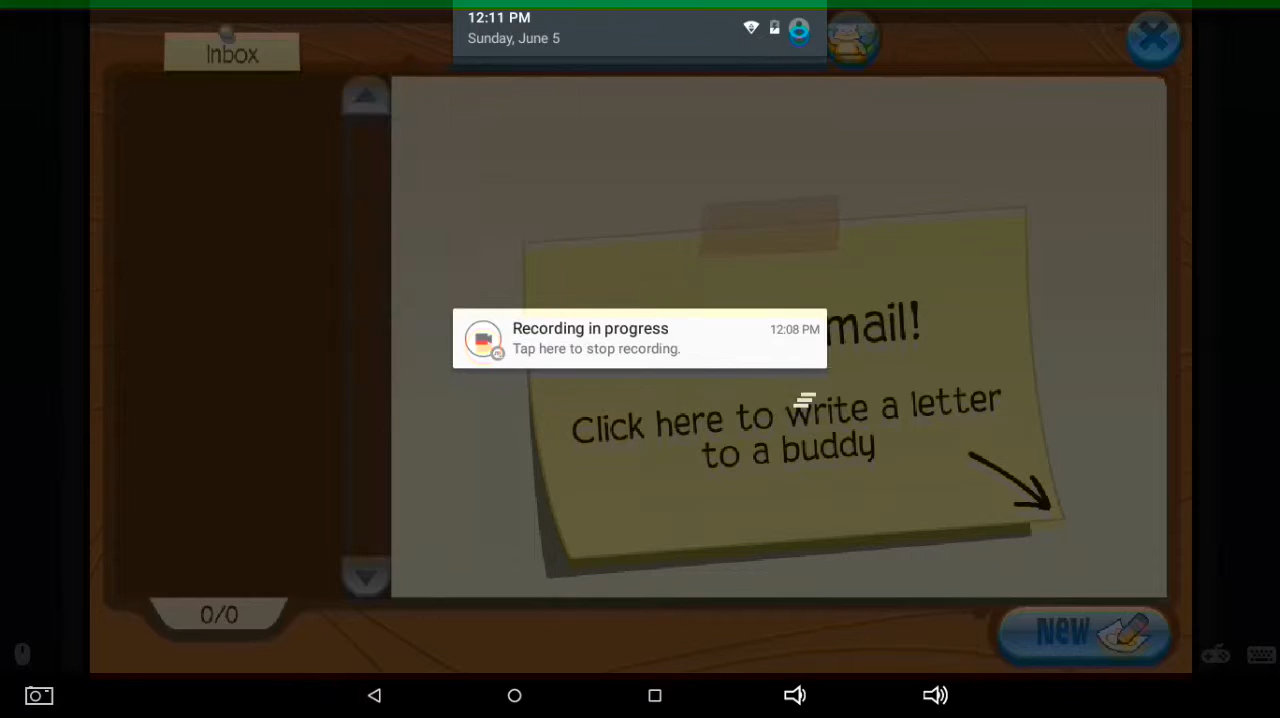 12:11 PM
Sunday, June 5
Inbox
Recording in progress
12:08 PM
Tap here to stop recording.
mail!
Click here to write a letter
to a buddy
0/0
NEW